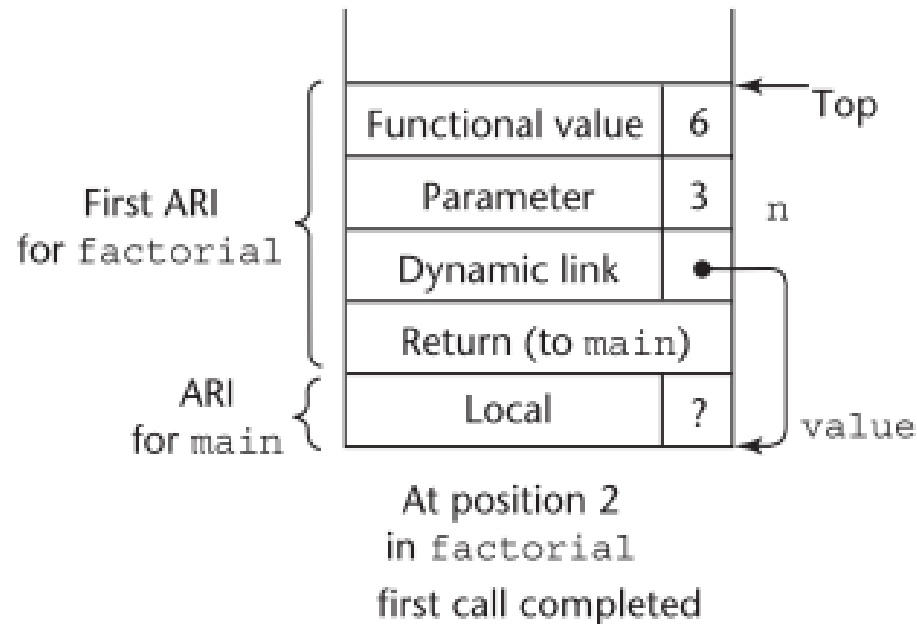 Top
Functional value 6
First ARI
for factorial
Parameter 3 n
Dynamic link
Return (to main)
ARI
for main
Local ? value
At position 2
in factorial
first call completed